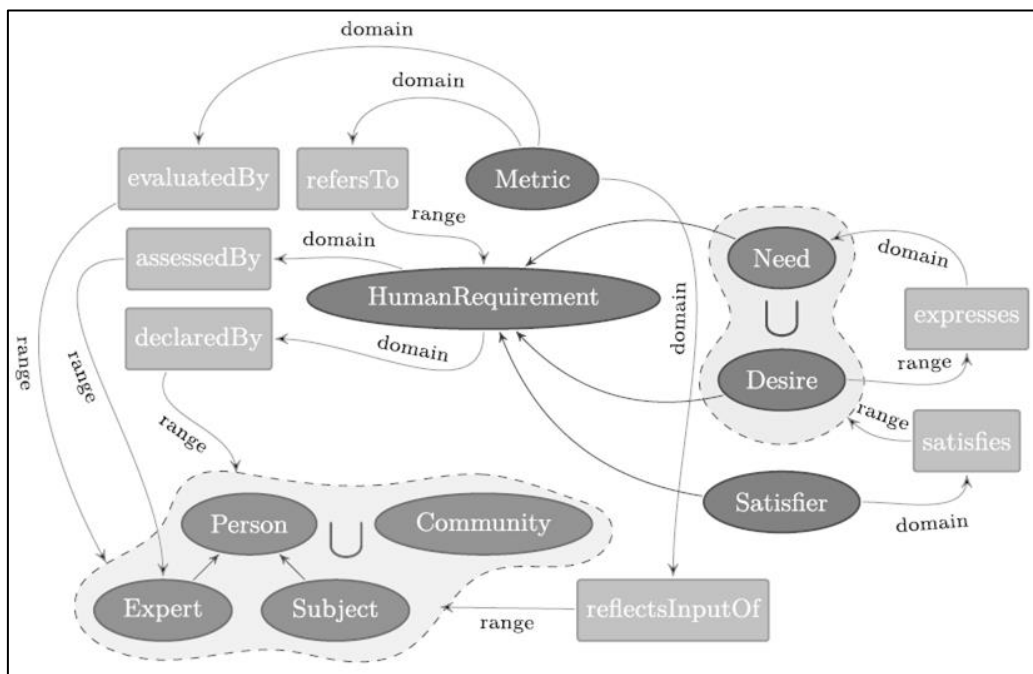 domain
domain
evaluatedBy
refersTo
Metric
range
domain
assessedBy
Need
domain
HumanRequirement
expresses
declaredBy
domain
domain
range
range
range
Desire
range
range
satisfies
range
Satisfier
domain
Person
Community
Expert
Subject
range
reflectsInputOf